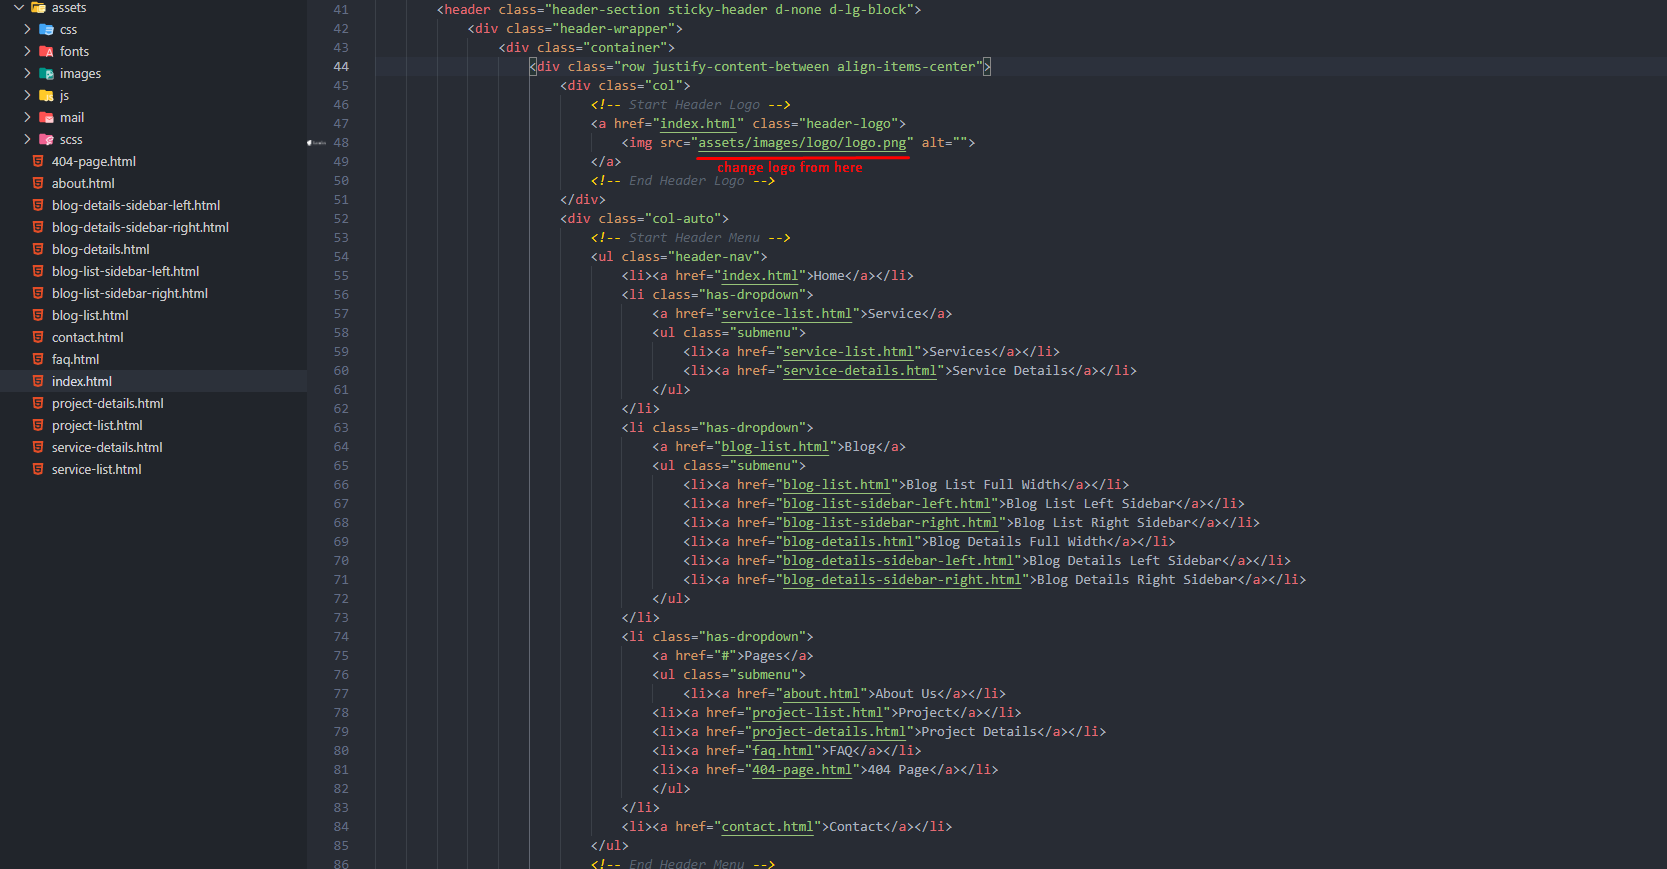 assets
css
fonts
images
js
mail
scss
404-page.html
about.html
blog-details-sidebar-left.html
blog-details-sidebar-right.html
blog-details.html
blog-list-sidebar-left.html
blog-list-sidebar-right.html
blog-list.html
contact.html
faq.html
index.html
project-details.html
project-list.html
service-details.html
service-list.html
41 <header class="header-section sticky-header d-none d-lg-block">
42 <div class="header-wrapper">
43 <div class="container">
44 <div class="row justify-content-between align-items-center">
45 <div class="col">
46 <!-- Start Header Logo -->
47 <a href="index.html" class="header-logo">
48 <img src="assets/images/logo/logo.png" alt="">
49 </a>
change logo from here
50 <!-- End Header Logo -->
51 </div>
52 <div class="col-auto">
53 <!-- Start Header Menu -->
54 <ul class="header-nav">
55 <li><a href="index.html">Home</a></li>
56 <li class="has-dropdown">
57 <a href="service-list.html">Service</a>
58 <ul class="submenu">
59 <li><a href="service-list.html">Services</a></li>
60 <li><a href="service-details.html">Service Details</a></li>
61 </ul>
62 </li>
63 <li class="has-dropdown">
64 <a href="blog-list.html">Blog</a>
65 <ul class="submenu">
66 <li><a href="blog-list.html">Blog List Full Width</a></li>
67 <li><a href="blog-list-sidebar-left.html">Blog List Left Sidebar</a></li>
68 <li><a href="blog-list-sidebar-right.html">Blog List Right Sidebar</a></li>
69 <li><a href="blog-details.html">Blog Details Full Width</a></li>
70 <li><a href="blog-details-sidebar-left.html">Blog Details Left Sidebar</a></li>
71 <li><a href="blog-details-sidebar-right.html">Blog Details Right Sidebar</a></li>
72 </ul>
73 </li>
74 <li class="has-dropdown">
75 <a href="#">Pages</a>
76 <ul class="submenu">
77 <li><a href="about.html">About Us</a></li>
78 <li><a href="project-list.html">Project</a></li>
79 <li><a href="project-details.html">Project Details</a></li>
80 <li><a href="faq.html">FAQ</a></li>
81 <li><a href="404-page.html">404 Page</a></li>
82 </ul>
83 </li>
84 <li><a href="contact.html">Contact</a></li>
85 </ul>
86 <!-- End Header Menu -->